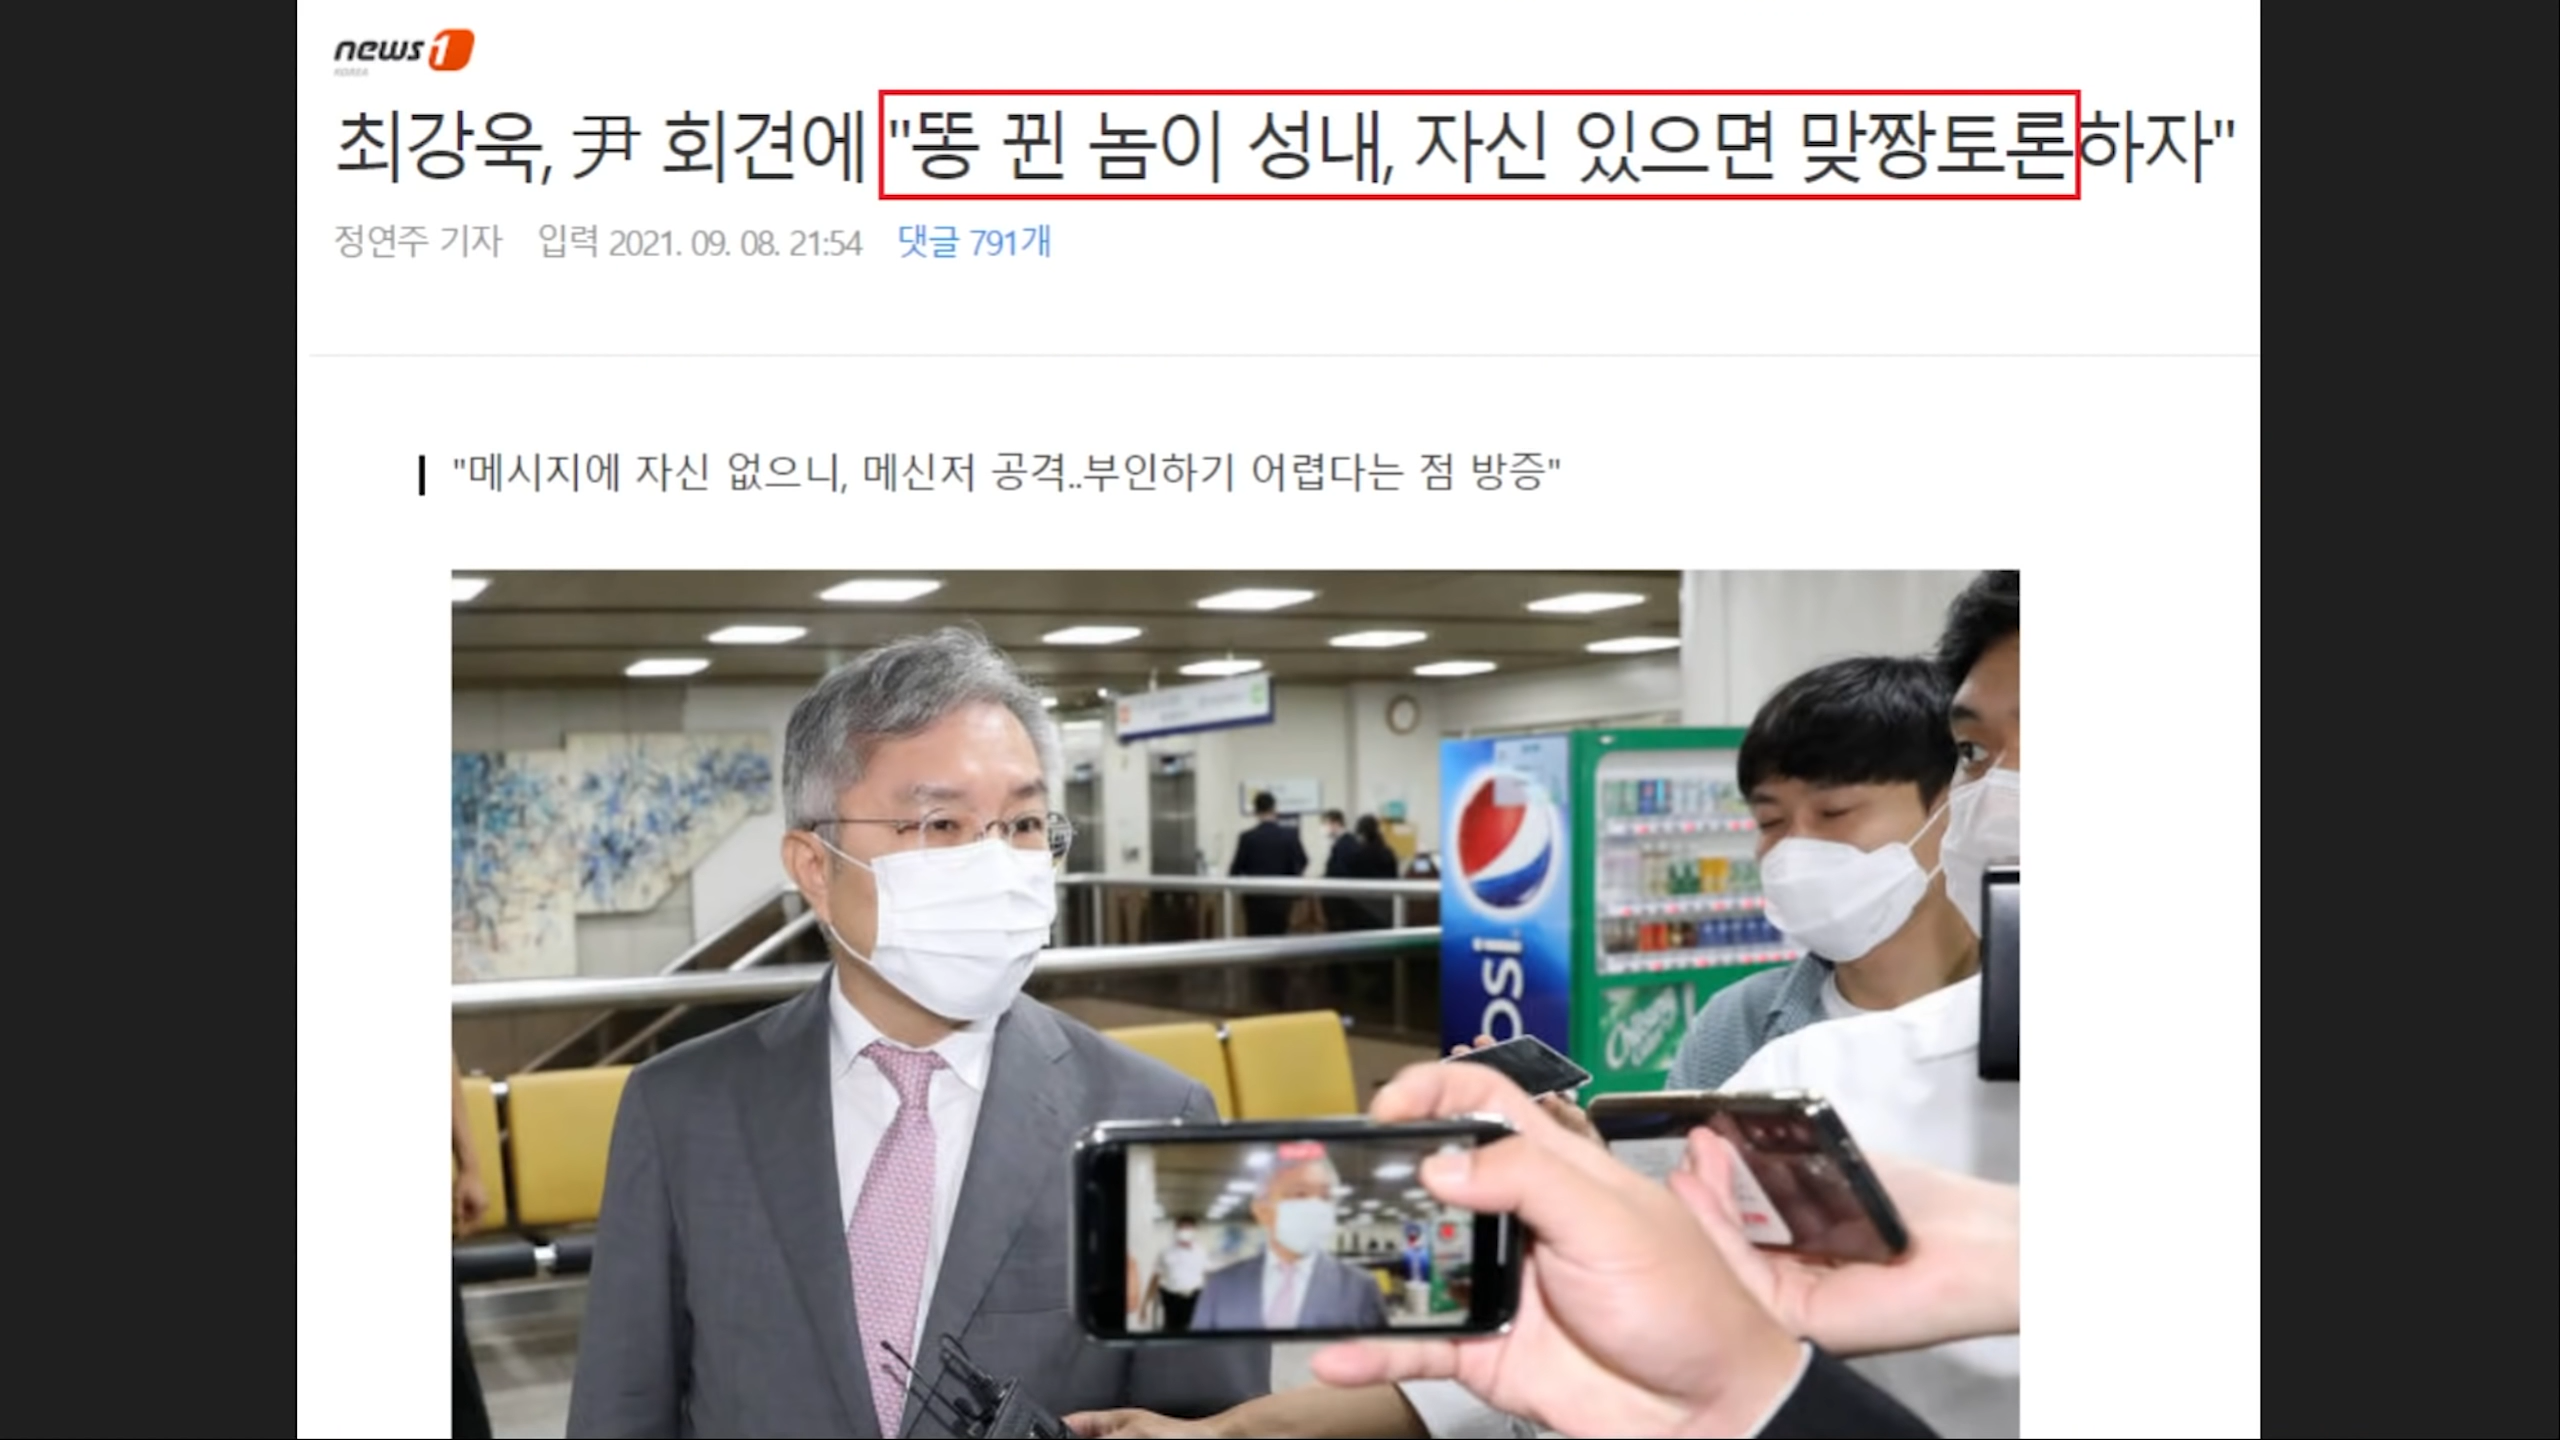 news1
KOREA
최강욱, 尹 회견에 "똥 뀐 놈이 성내, 자신 있으면 맞짱토론하자"
정연주 기자 입력 2021. 09. 08. 21:54 댓글 791개
"메시지에 자신 없으니, 메신저 공격..부인하기 어렵다는 점 방증"
psi